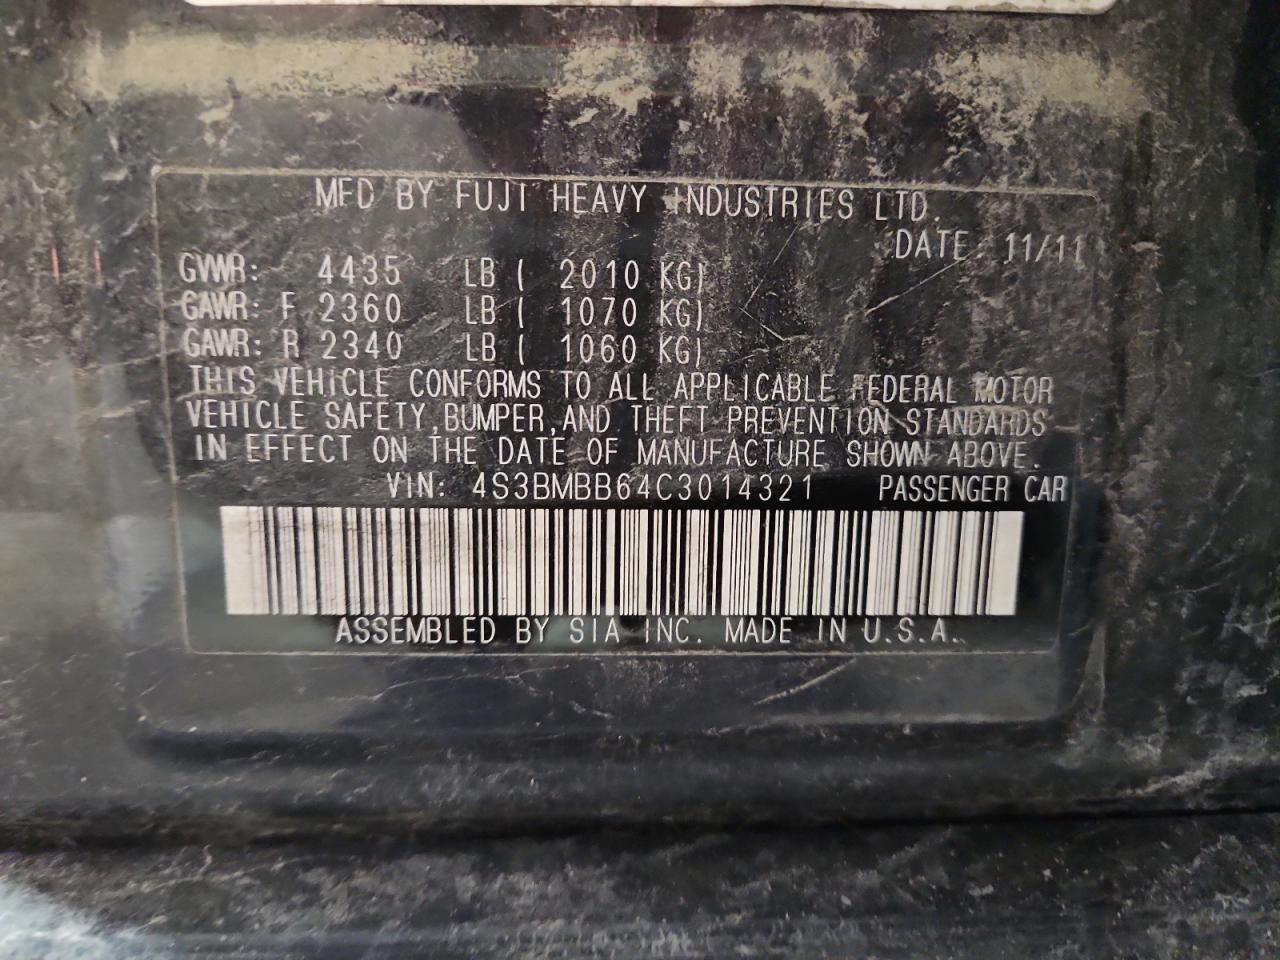 MFD BY FUJI HEAVY INDUSTRIES LTD.
DATE: 11/11
GVWR: 4435 LB ( 2010 KG)
GAWR: F 2360 LB ( 1070 KG)
GAWR: R 2340 LB ( 1060 KG)
THIS VEHICLE CONFORMS TO ALL APPLICABLE FEDERAL MOTOR
VEHICLE SAFETY, BUMPER, AND THEFT PREVENTION STANDARDS
IN EFFECT ON THE DATE OF MANUFACTURE SHOWN ABOVE.
VIN: 4S3BMBB64C3014321 PASSENGER CAR
ASSEMBLED BY SIA INC. MADE IN U.S.A.